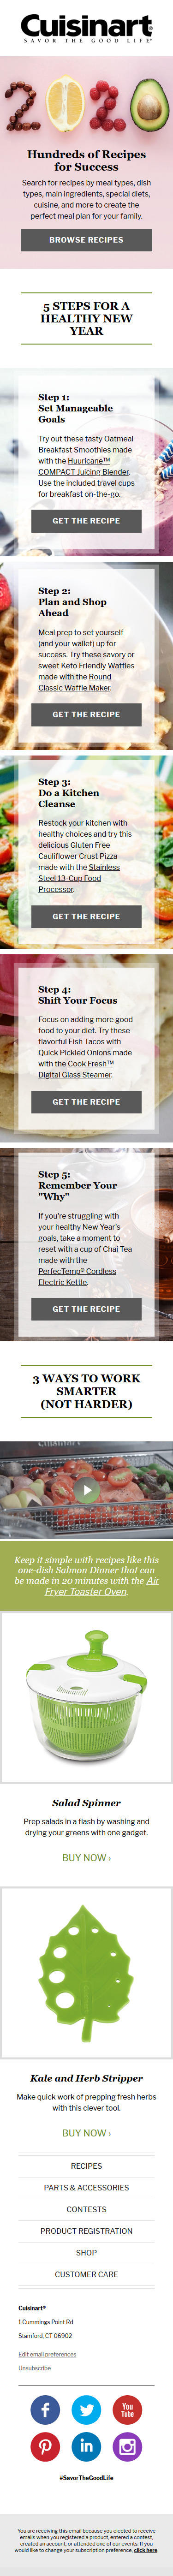 Cuisinart®
SAVOR THE GOOD LIFE®
Hundreds of Recipes
for Success
Search for recipes by meal types, dish
types, main ingredients, special diets,
cuisine, and more to create the
perfect meal plan for your family.
BROWSE RECIPES
5 STEPS FOR A
HEALTHY NEW
YEAR
Step 1:
Set Manageable
Goals
Try out these tasty Oatmeal
Breakfast Smoothies made
with the Huuricane™
COMPACT Juicing Blender.
Use the included travel cups
for breakfast on-the-go.
GET THE RECIPE
Step 2:
Plan and Shop
Ahead
Meal prep to set yourself
(and your wallet) up for
success. Try these savory or
sweet Keto Friendly Waffles
made with the Round
Classic Waffle Maker.
GET THE RECIPE
Step 3:
Do a Kitchen
Cleanse
Restock your kitchen with
healthy choices and try this
delicious Gluten Free
Cauliflower Crust Pizza
made with the Stainless
Steel 13-Cup Food
Processor.
GET THE RECIPE
Step 4:
Shift Your Focus
Focus on adding more good
food to your diet. Try these
flavorful Fish Tacos with
Quick Pickled Onions made
with the Cook Fresh™
Digital Glass Steamer.
GET THE RECIPE
Step 5:
Remember Your
"Why"
If you're struggling with
your healthy New Year's
goals, take a moment to
reset with a cup of Chai Tea
made with the
PerfecTemp® Cordless
Electric Kettle.
GET THE RECIPE
3 WAYS TO WORK
SMARTER
(NOT HARDER)
Cuisinart
Keep it simple with recipes like this
one-dish Salmon Dinner that can
be made in 20 minutes with the Air
Fryer Toaster Oven.
Salad Spinner
Prep salads in a flash by washing and
drying your greens with one gadget.
BUY NOW ›
Kale and Herb Stripper
Make quick work of prepping fresh herbs
with this clever tool.
BUY NOW ›
RECIPES
PARTS & ACCESSORIES
CONTESTS
PRODUCT REGISTRATION
SHOP
CUSTOMER CARE
Cuisinart®
1 Cummings Point Rd
Stamford, CT 06902
Edit email preferences
Unsubscribe
You
Tube
#SavorTheGoodLife
You are receiving this email because you elected to receive
emails when you registered a product, entered a contest,
created an account, or attended one of our events. If you
would like to change your subscription preference, click here.